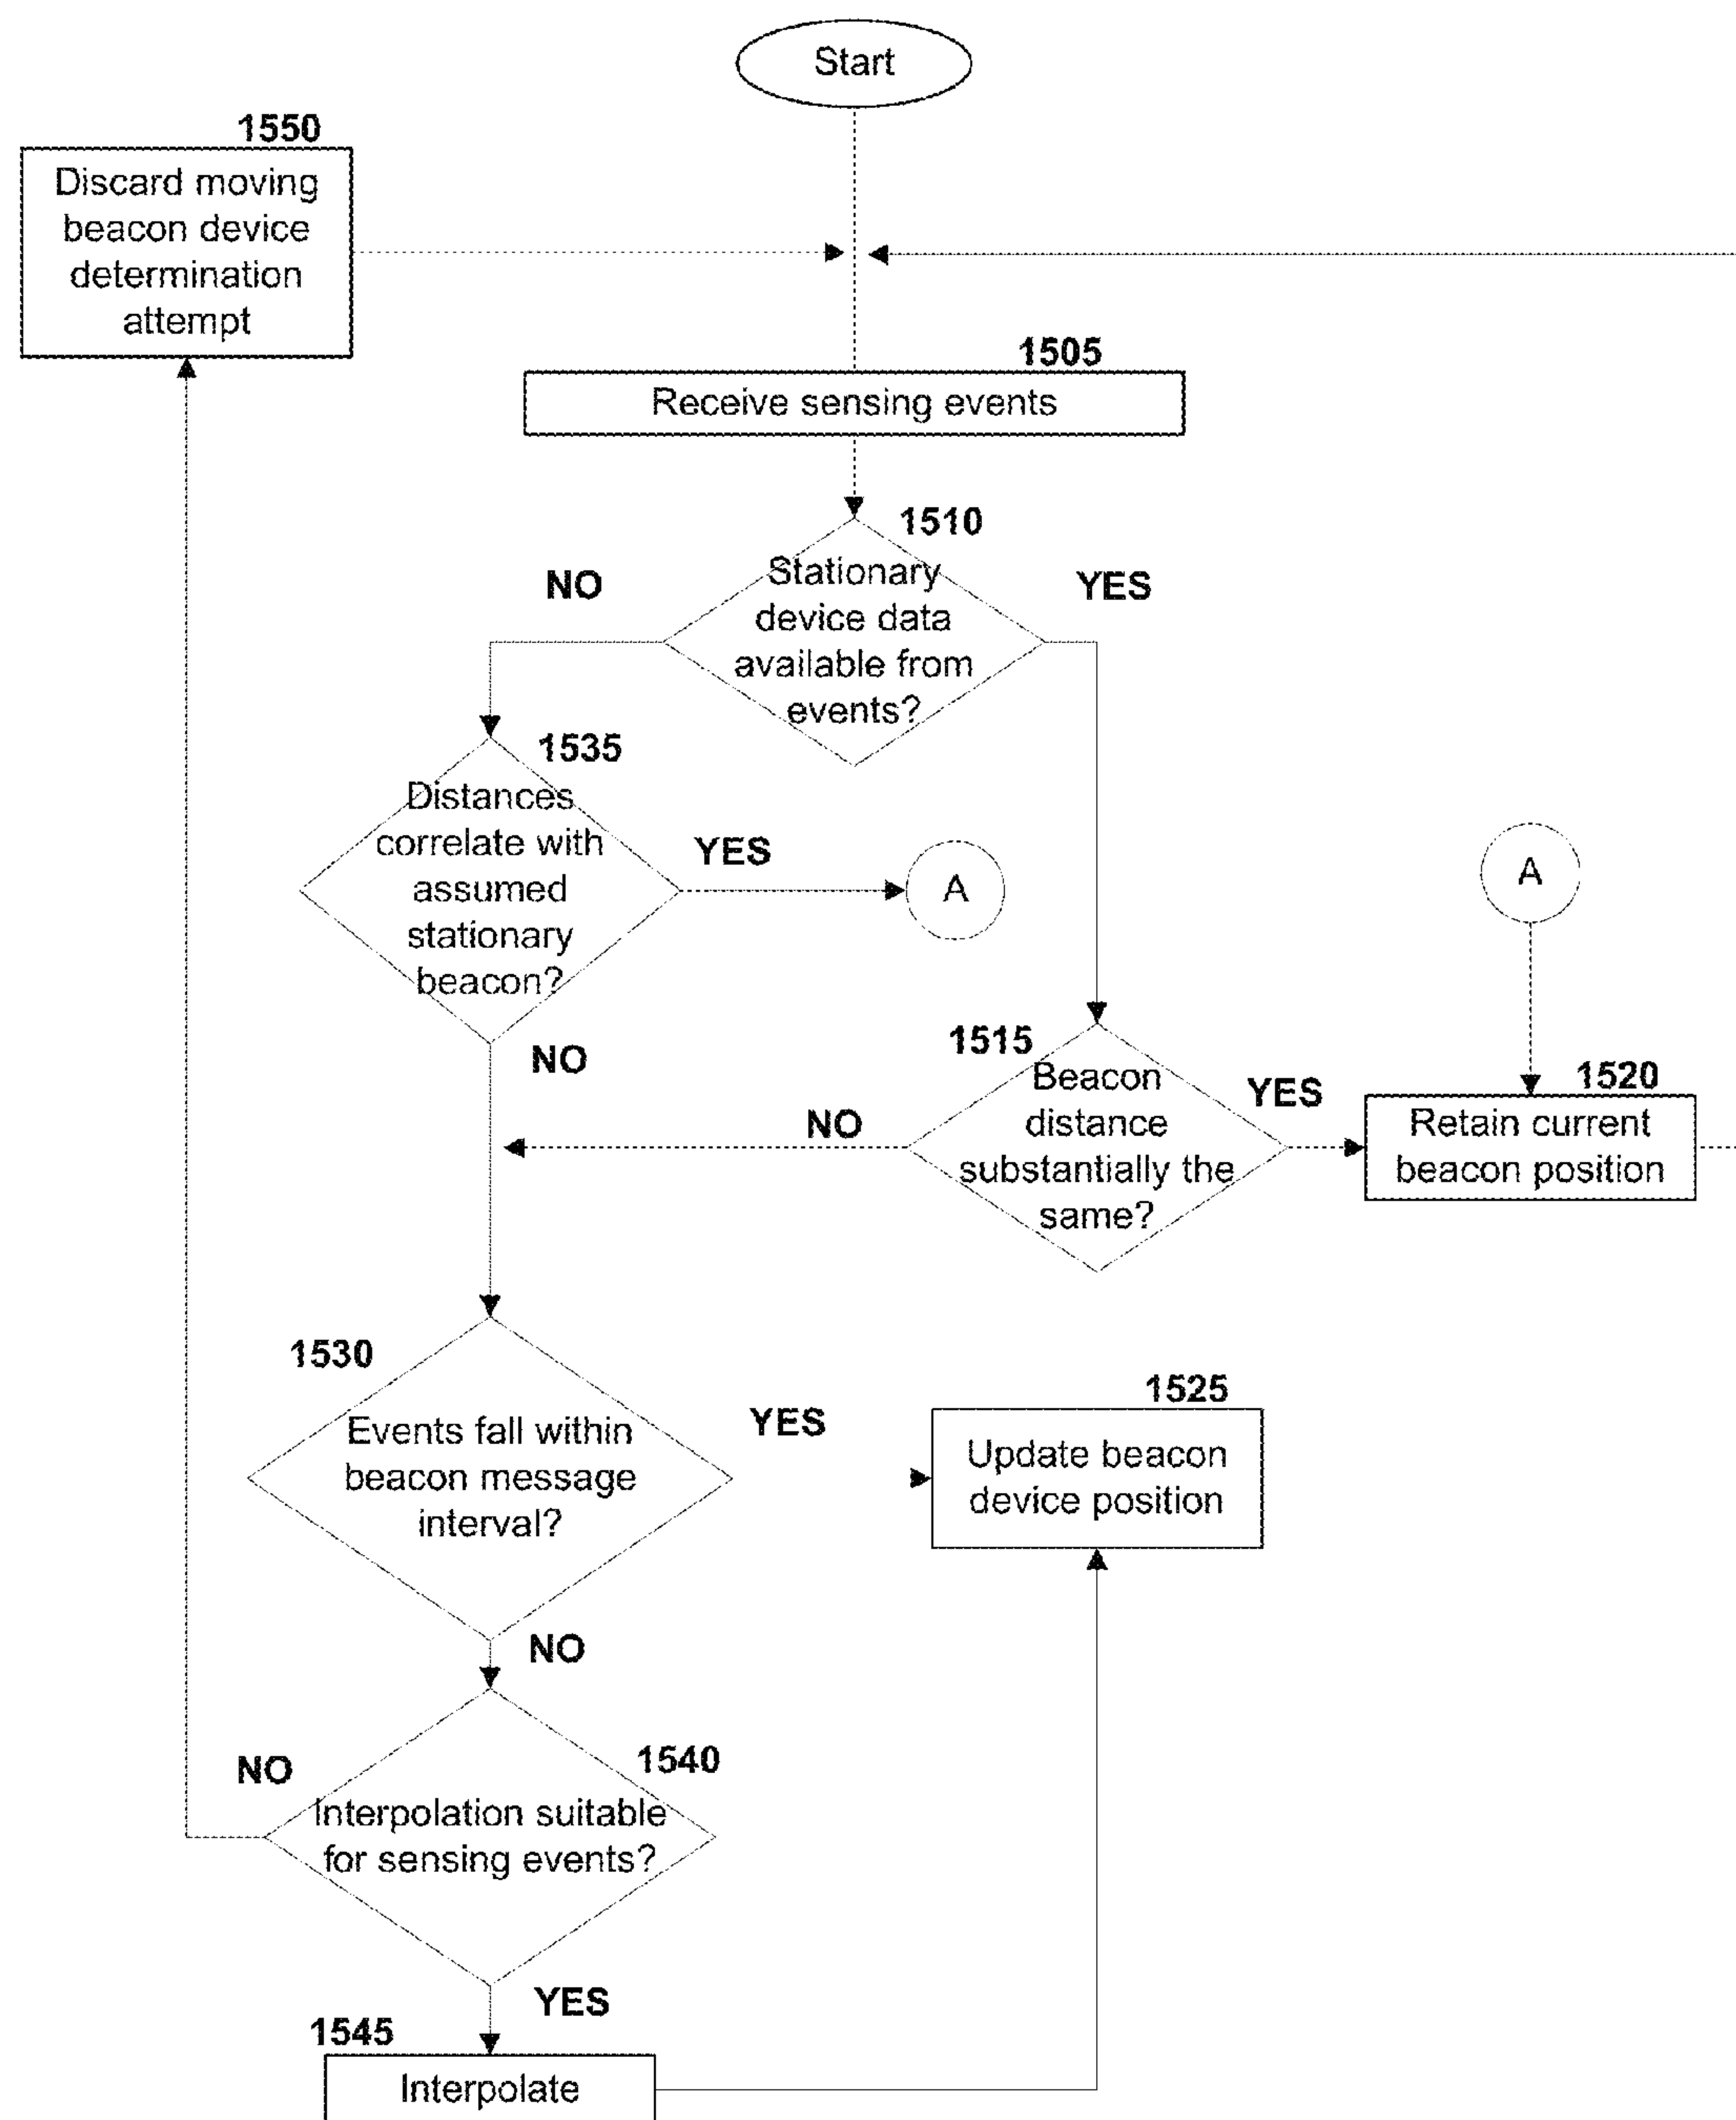 Start
1550
Discard moving
beacon device
determination
attempt
1505
Receive sensing events
1510
NO
Stationary
device data
available from
events?
YES
1535
Distances
correlate with
assumed
stationary
beacon?
YES
A
A
NO
1515
Beacon
distance
substantially the
same?
NO
YES
1520
Retain current
beacon position
1530
Events fall within
beacon message
interval?
YES
1525
Update beacon
device position
NO
NO
1540
Interpolation suitable
for sensing events?
YES
1545
Interpolate